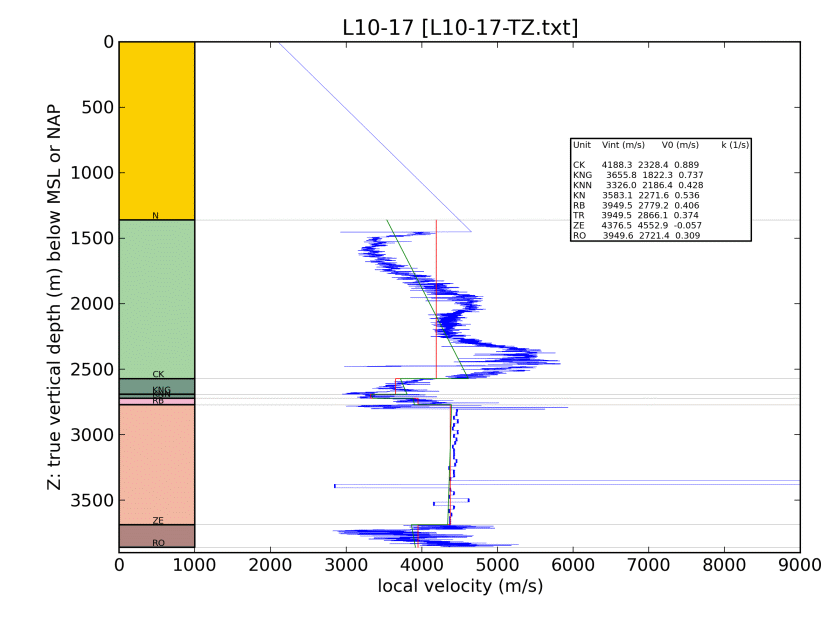 L10-17 [L10-17-TZ.txt]
Z: true vertical depth (m) below MSL or NAP
0
500
1000
1500
2000
2500
3000
3500
N
CK
KNG
RB
ZE
RO
Unit Vint (m/s) V0 (m/s) k (1/s)
CK 4188.3 2328.4 0.889
KNG 3655.8 1822.3 0.737
KNN 3326.0 2186.4 0.428
KN 3583.1 2271.6 0.536
RB 3949.5 2779.2 0.406
TR 3949.5 2866.1 0.374
ZE 4376.5 4552.9 -0.057
RO 3949.6 2721.4 0.309
0 1000 2000 3000 4000 5000 6000 7000 8000 9000
local velocity (m/s)